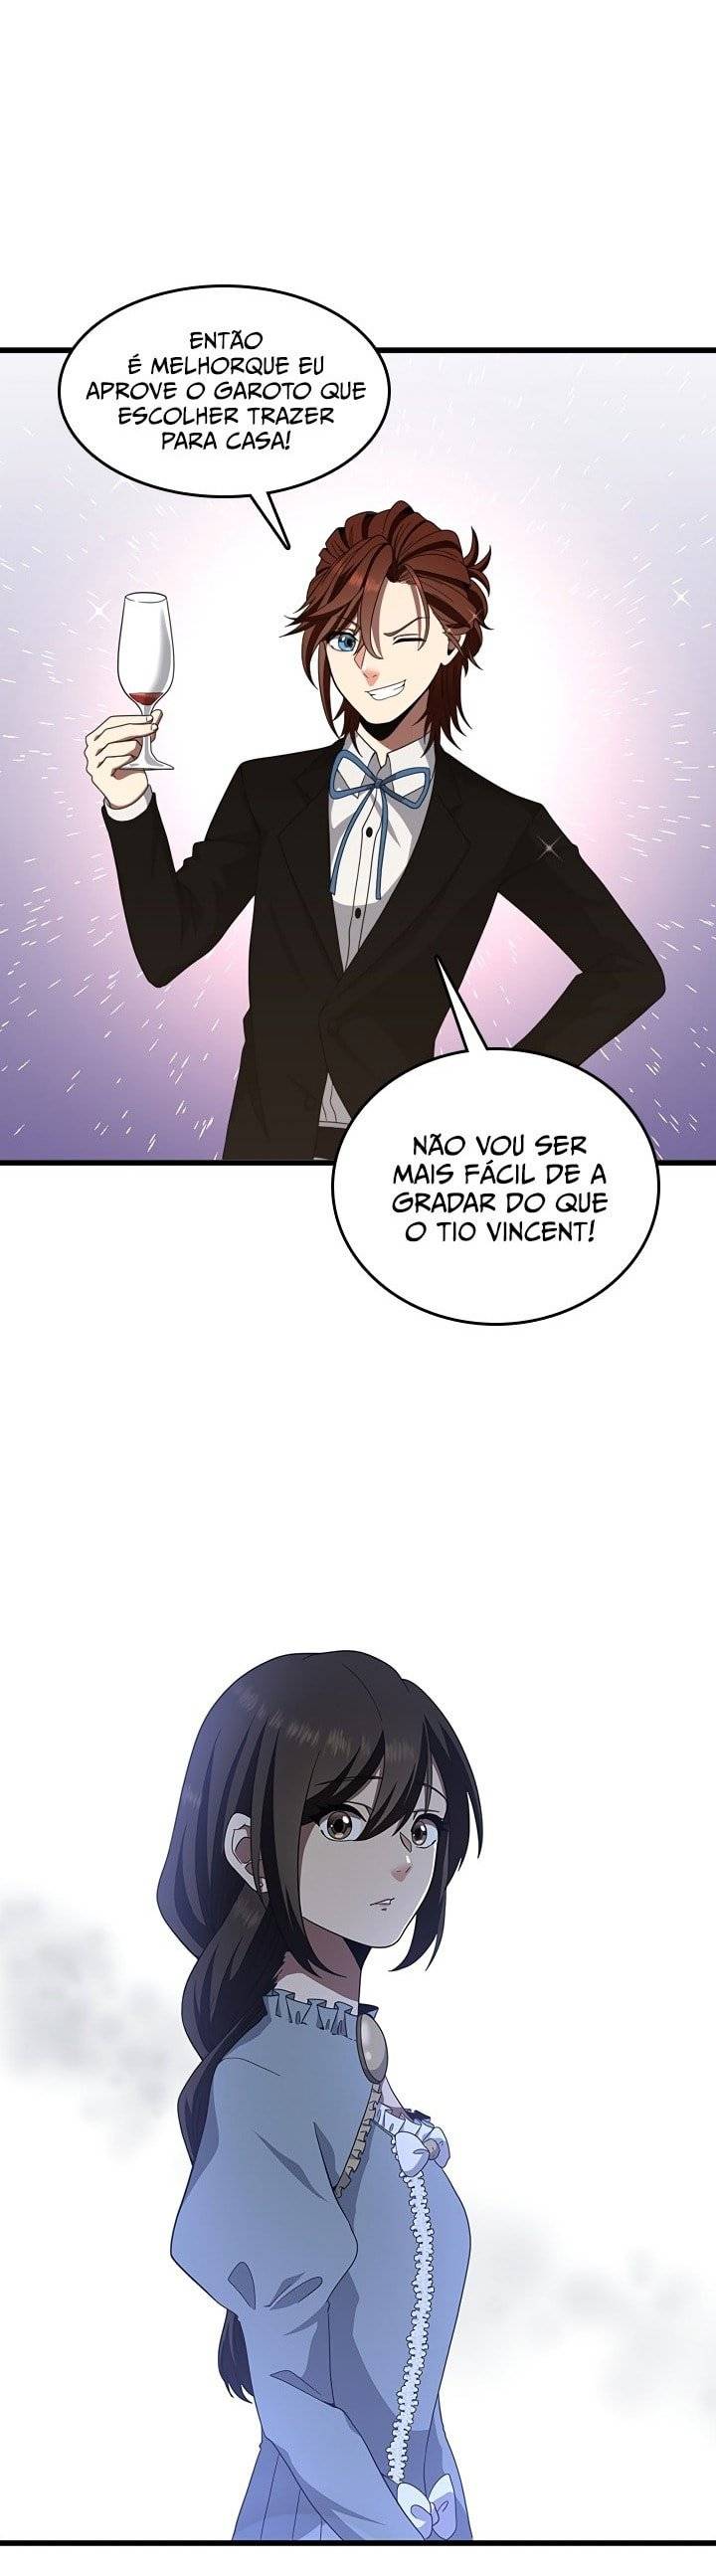 ENTÃO
É MELHORQUE EU
APROVE O GAROTO QUE
ESCOLHER TRAZER
PARA CASA!
NÃO VOU SER
MAIS FÁCIL DE A
GRADAR DO QUE
O TIO VINCENT!